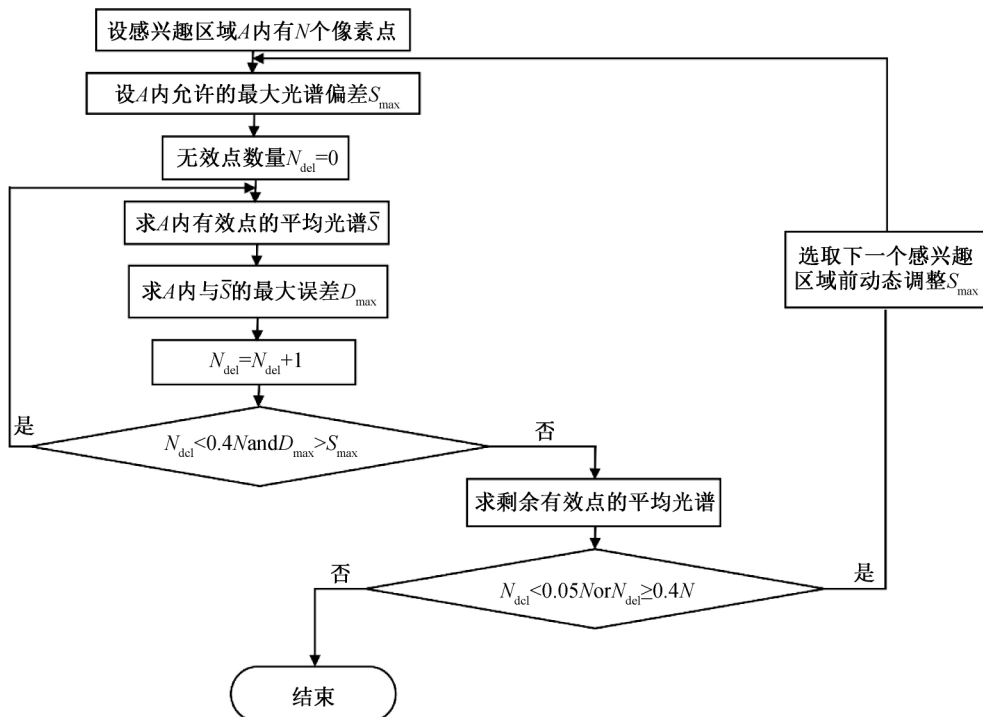 设感兴趣区域A内有N个像素点
设A内允许的最大光谱偏差Smax
无效点数量Ndel=0
求A内有效点的平均光谱S̄
求A内与S̄的最大误差Dmax
Ndel=Ndel+1
是
Ndel<0.4NandDmax>Smax
否
求剩余有效点的平均光谱
否
Ndel<0.05NorNdel≥0.4N
是
选取下一个感兴趣
区域前动态调整Smax
结束